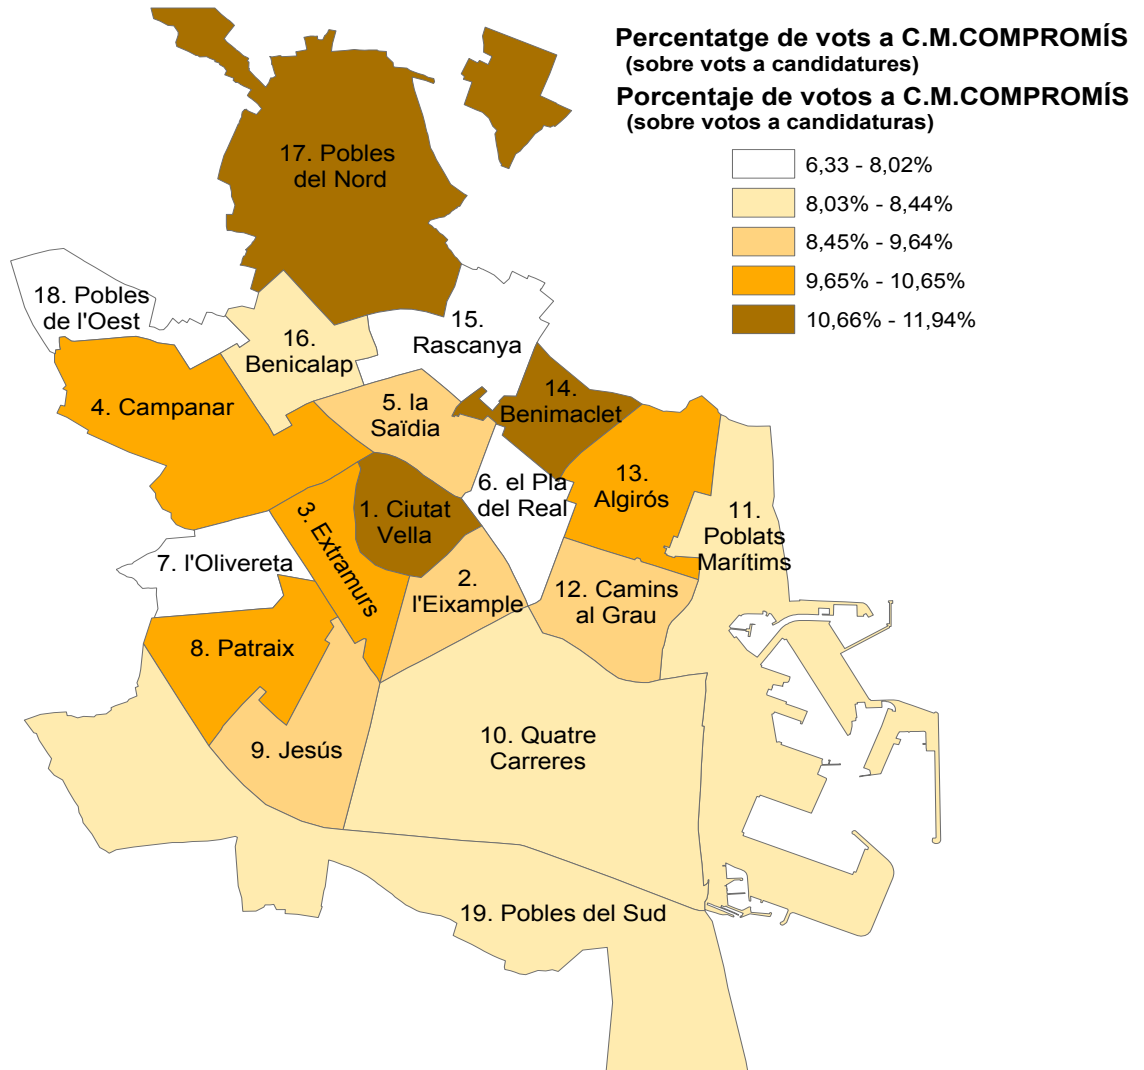 Percentatge de vots a C.M.COMPROMÍS
(sobre vots a candidatures)
Porcentaje de votos a C.M.COMPROMÍS
(sobre votos a candidaturas)
6,33 - 8,02%
8,03% - 8,44%
8,45% - 9,64%
9,65% - 10,65%
10,66% - 11,94%
17. Pobles
del Nord
18. Pobles
de l'Oest
15.
Rascanya
16.
Benicalap
14.
Benimaclet
4. Campanar
5. la
Saïdia
13.
Algirós
6. el Pla
del Real
1. Ciutat
Vella
3. Extramurs
11.
Poblats
Marítims
7. l'Olivereta
2.
l'Eixample
12. Camins
al Grau
8. Patraix
9. Jesús
10. Quatre
Carreres
19. Pobles del Sud